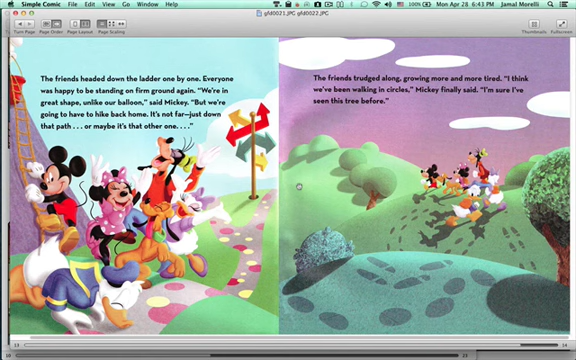 Simple Comic File Edit View Go Window Help
100% Mon Apr 28 6:43 PM Jamal Morelli
gfd0021.JPG gfd0022.JPG
Turn Page Page Order Page Layout Page Scaling Thumbnails Fullscreen
The friends headed down the ladder one by one. Everyone
was happy to be standing on firm ground again. “We’re in
great shape, unlike our balloon,” said Mickey. “But we’re
going to have to hike back home. It’s not far—just down
that path . . . or maybe it’s that other one. . . .”
The friends trudged along, growing more and more tired. “I think
we’ve been walking in circles,” Mickey finally said. “I’m sure I’ve
seen this tree before.”
13 14
10 23